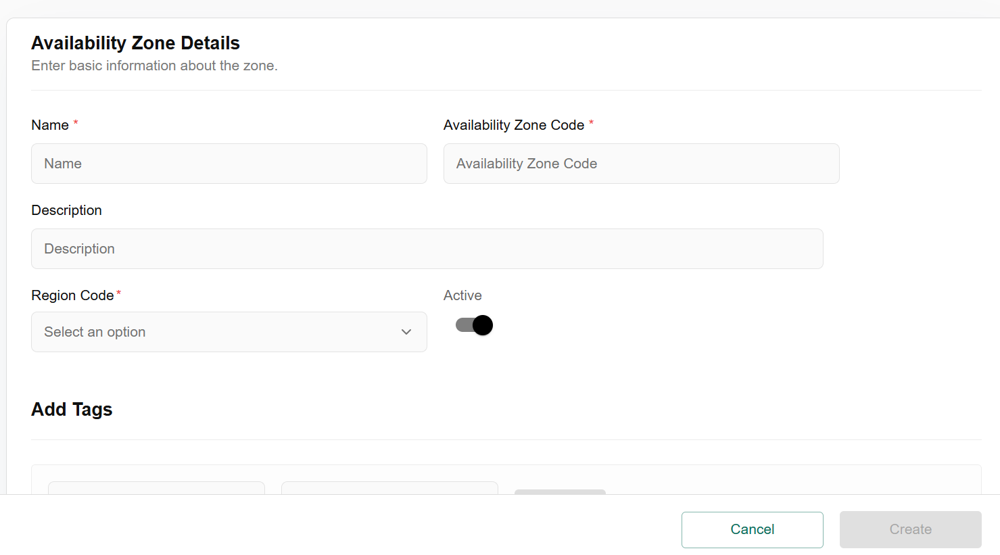 Availability Zone Details
Enter basic information about the zone.
Name * Availability Zone Code *
Name Availability Zone Code
Description
Description
Region Code * Active
Select an option
Add Tags
Cancel Create